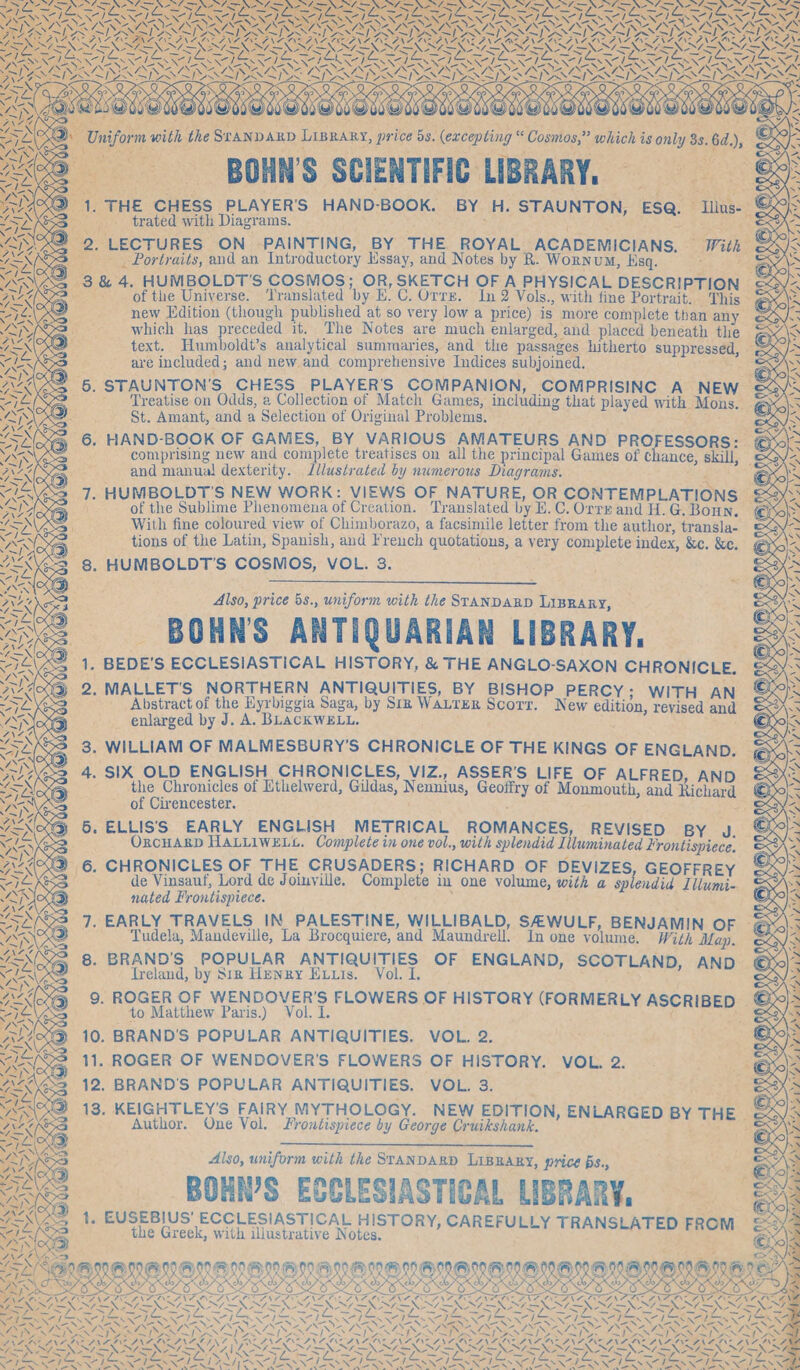 Uniform with the STANDARD LIBRARY, price 5s. (excepting “Cosmos,” which is only 3s. 6d.),
BOHN'S SCIENTIFIC LIBRARY.
1. THE CHESS PLAYER'S HAND-BOOK. BY H. STAUNTON, ESQ. Illus-
trated with Diagrams.
2. LECTURES ON PAINTING, BY THE ROYAL ACADEMICIANS. With
Portraits, and an Introductory Essay, and Notes by R. WORNUM, Esq.
3 & 4. HUMBOLDT'S COSMOS; OR, SKETCH OF A PHYSICAL DESCRIPTION
of the Universe. Translated by E. C. OTTE. In 2 Vols., with fine Portrait. This
new Edition (though published at so very low a price) is more complete than any
which has preceded it. The Notes are much enlarged, and placed beneath the
text. Humboldt's analytical summaries, and the passages hitherto suppressed,
are included; and new and comprehensive Indices subjoined.
5. STAUNTON'S CHESS PLAYER'S COMPANION, COMPRISING A NEW
Treatise on Odds, a Collection of Match Games, including that played with Mons.
St. Amant, and a Selection of Original Problems.
6. HAND-BOOK OF GAMES, BY VARIOUS AMATEURS AND PROFESSORS:
comprising new and complete treatises on all the principal Games of chance, skill,
and manual dexterity. Illustrated by numerous Diagrams.
7. HUMBOLDT'S NEW WORK: VIEWS OF NATURE, OR CONTEMPLATIONS
of the Sublime Phenomena of Creation. Translated by E. C. OTTE and H. G. BOHN.
With fine coloured view of Chimborazo, a facsimile letter from the author, transla-
tions of the Latin, Spanish, and French quotations, a very complete index, &c. &c.
8. HUMBOLDT'S COSMOS, VOL. 3.
Also, price 5s., uniform with the STANDARD LIBRARY,
BOHN'S ANTIQUARIAN LIBRARY.
1. BEDE'S ECCLESIASTICAL HISTORY, & THE ANGLO-SAXON CHRONICLE.
2. MALLET'S NORTHERN ANTIQUITIES, BY BISHOP PERCY; WITH AN
Abstract of the Eyrbiggia Saga, by SIR WALTER SCOTT. New edition, revised and
enlarged by J. A. BLACKWELL.
3. WILLIAM OF MALMESBURY'S CHRONICLE OF THE KINGS OF ENGLAND.
4. SIX OLD ENGLISH CHRONICLES, VIZ., ASSER'S LIFE OF ALFRED, AND
the Chronicles of Ethelwerd, Gildas, Nennius, Geoffry of Monmouth, and Richard
of Cirencester.
5. ELLIS'S EARLY ENGLISH METRICAL ROMANCES, REVISED BY J.
ORCHARD HALLIWELL. Complete in one vol., with splendid Illuminated Frontispiece.
6. CHRONICLES OF THE CRUSADERS; RICHARD OF DEVIZES, GEOFFREY
de Vinsauf, Lord de Joinville. Complete in one volume, with a splendid Illumi-
nated Frontispiece.
7. EARLY TRAVELS IN PALESTINE, WILLIBALD, SÆWULF, BENJAMIN OF
Tudela, Mandeville, La Brocquiere, and Maundrell. In one volume. With Map.
8. BRAND'S POPULAR ANTIQUITIES OF ENGLAND, SCOTLAND, AND
Ireland, by SIR HENRY ELLIS. Vol. I.
9. ROGER OF WENDOVER'S FLOWERS OF HISTORY (FORMERLY ASCRIBED
to Matthew Paris.) Vol. I.
10. BRAND'S POPULAR ANTIQUITIES. VOL. 2.
11. ROGER OF WENDOVER'S FLOWERS OF HISTORY. VOL. 2.
12. BRAND'S POPULAR ANTIQUITIES. VOL. 3.
13. KEIGHTLEY'S FAIRY MYTHOLOGY. NEW EDITION, ENLARGED BY THE
Author. One Vol. Frontispiece by George Cruikshank.
Also, uniform with the STANDARD LIBRARY, price 5s.,
BOHN'S ECCLESIASTICAL LIBRARY.
1. EUSEBIUS' ECCLESIASTICAL HISTORY, CAREFULLY TRANSLATED FROM
the Greek, with illustrative Notes.